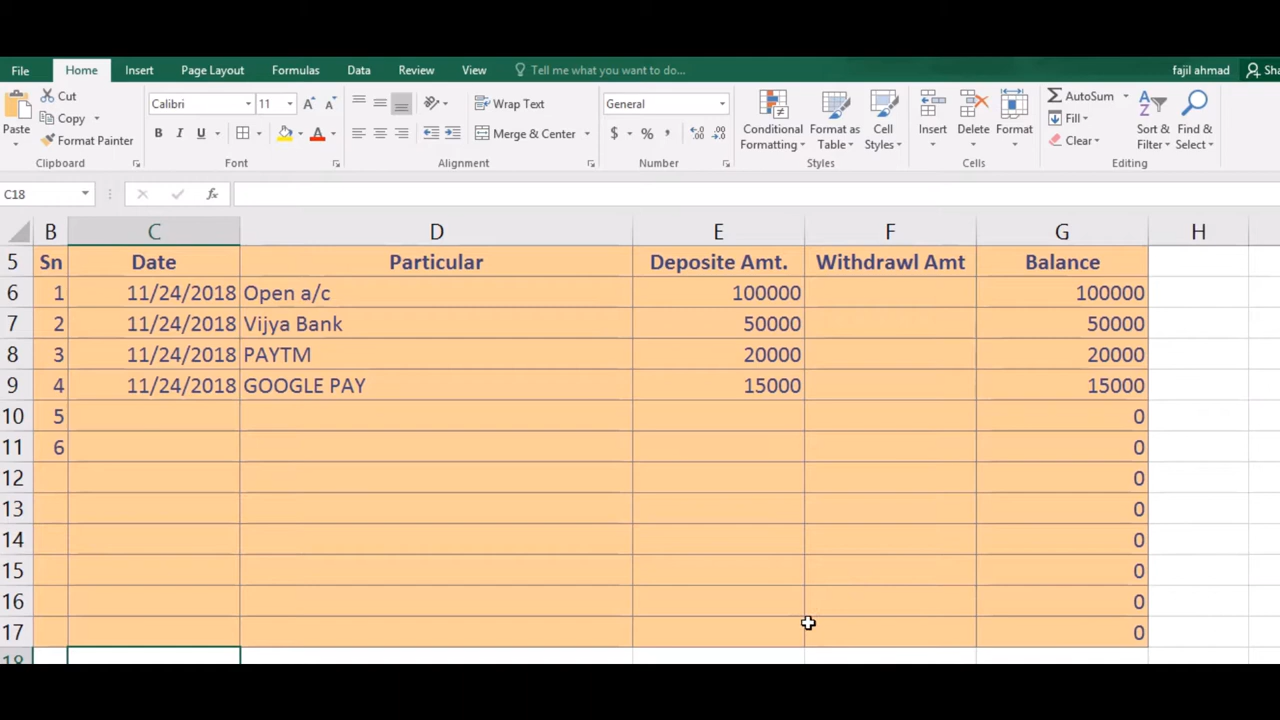 File Home Insert Page Layout Formulas Data Review View Tell me what you want to do... fajil ahmad
Cut
Copy
Format Painter
Paste
Clipboard
Calibri 11 A A
B I U A
Font
Wrap Text
Merge & Center
Alignment
General
$ % ,
Number
Conditional Formatting
Format as Table
Cell Styles
Styles
Insert Delete Format
Cells
AutoSum
Fill
Clear
Sort & Filter
Find & Select
Editing
C18 fx
B C D E F G H
5 Sn Date Particular Deposite Amt. Withdrawl Amt Balance
6 1 11/24/2018 Open a/c 100000 100000
7 2 11/24/2018 Vijya Bank 50000 50000
8 3 11/24/2018 PAYTM 20000 20000
9 4 11/24/2018 GOOGLE PAY 15000 15000
10 5 0
11 6 0
12 0
13 0
14 0
15 0
16 0
17 0
18